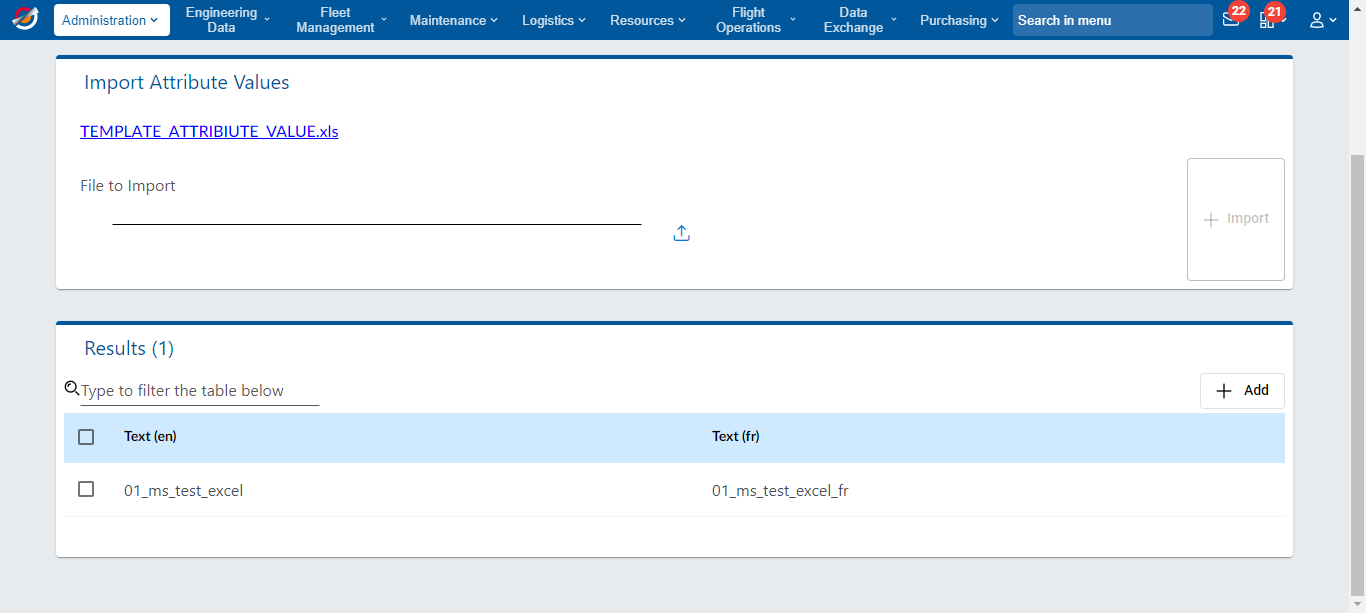 Administration
Engineering Data
Fleet Management
Maintenance
Logistics
Resources
Flight Operations
Data Exchange
Purchasing
Search in menu
22
21
Import Attribute Values
TEMPLATE_ATTRIBIUTE_VALUE.xls
File to Import
Import
Results (1)
Type to filter the table below
Add
Text (en) Text (fr)
01_ms_test_excel 01_ms_test_excel_fr